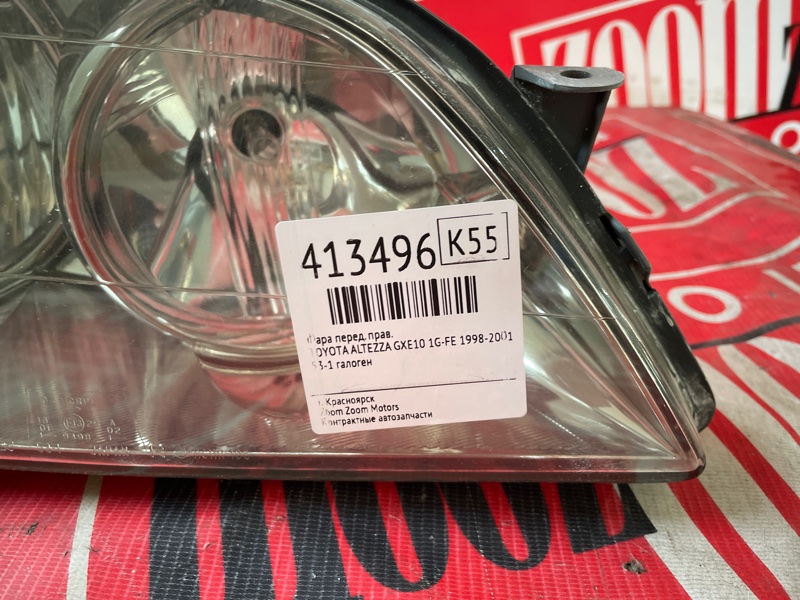 ZOOM Z
413496 K55
Фара перед. прав.
TOYOTA ALTEZZA GXE10 1G-FE 1998-2001
53-1 галоген
г. Красноярск
Zoom Zoom Motors
Контрактные автозапчасти